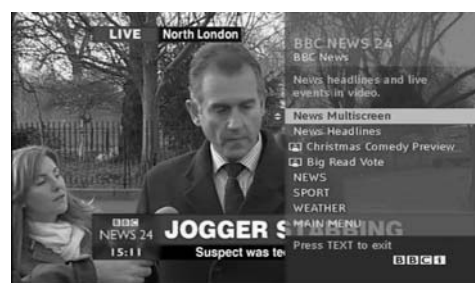 LIVE North London
BBC NEWS 24
BBC News
News headlines and live
events in video.
News Multiscreen
News Headlines
Christmas Comedy Preview
Big Read Vote
NEWS
SPORT
WEATHER
MAIN MENU
Press TEXT to exit
BBCi
BBC
NEWS 24
15:11
JOGGER STABBING
Suspect was